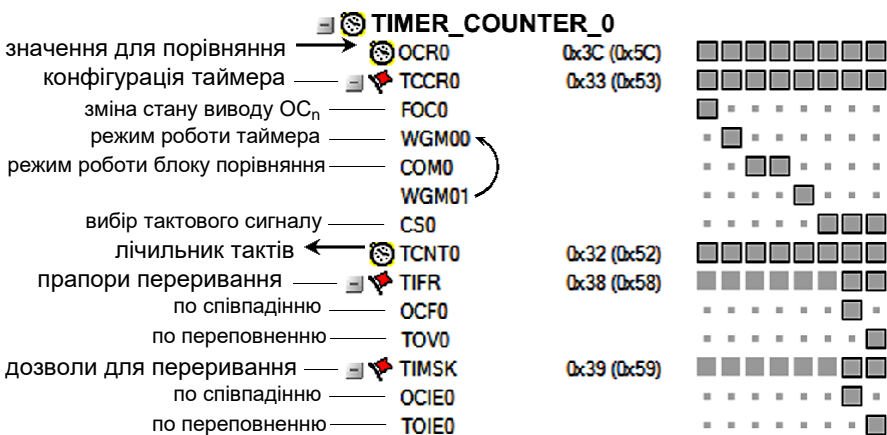 TIMER_COUNTER_0
значення для порівняння OCR0 0x3C (0x5C)
конфігурація таймера TCCR0 0x33 (0x53)
зміна стану виводу OCn FOC0
режим роботи таймера WGM00
режим роботи блоку порівняння COM0
WGM01
вибір тактового сигналу CS0
лічильник тактів TCNT0 0x32 (0x52)
прапори переривання TIFR 0x38 (0x58)
по співпадінню OCF0
по переповненню TOV0
дозволи для переривання TIMSK 0x39 (0x59)
по співпадінню OCIE0
по переповненню TOIE0